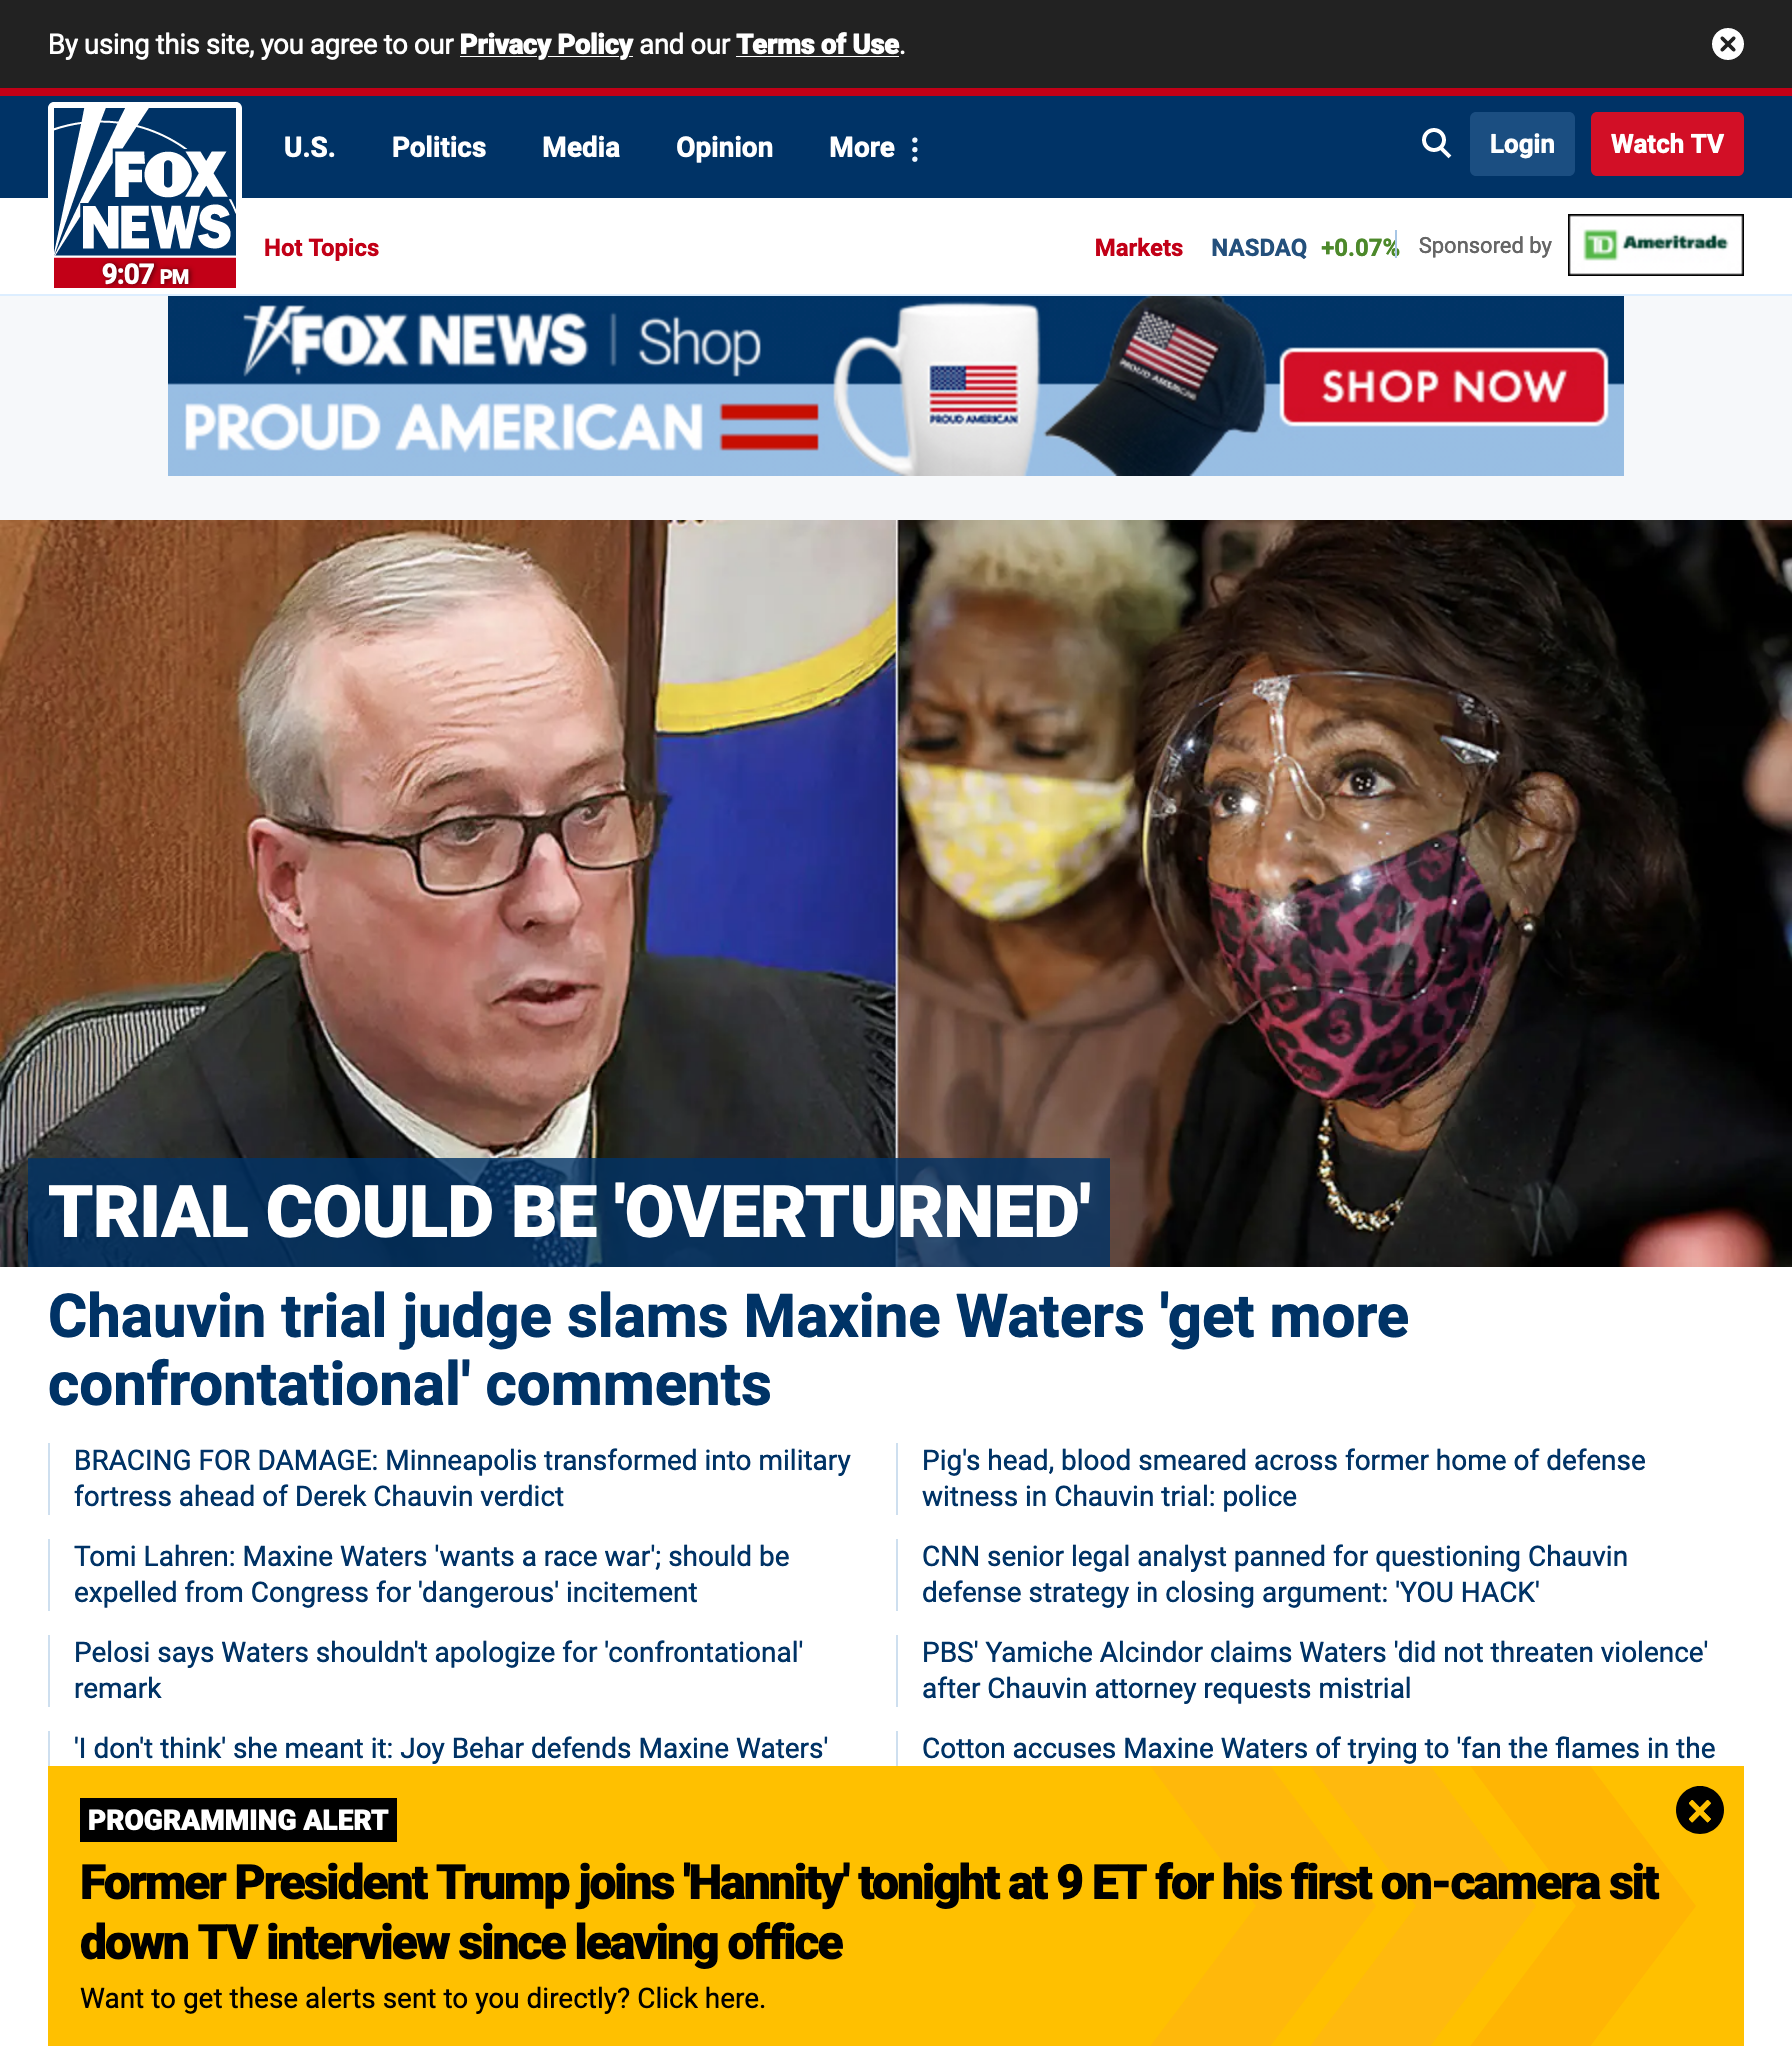 By using this site, you agree to our Privacy Policy and our Terms of Use.
FOX
NEWS
9:07 PM
U.S.
Politics
Media
Opinion
More
Login
Watch TV
Hot Topics
Markets
NASDAQ
+0.07%
Sponsored by
TD Ameritrade
FOX NEWS | Shop
PROUD AMERICAN
PROUD AMERICAN
PROUD AMERICAN
SHOP NOW
TRIAL COULD BE 'OVERTURNED'
Chauvin trial judge slams Maxine Waters 'get more
confrontational' comments
BRACING FOR DAMAGE: Minneapolis transformed into military
fortress ahead of Derek Chauvin verdict
Pig's head, blood smeared across former home of defense
witness in Chauvin trial: police
Tomi Lahren: Maxine Waters 'wants a race war'; should be
expelled from Congress for 'dangerous' incitement
CNN senior legal analyst panned for questioning Chauvin
defense strategy in closing argument: 'YOU HACK'
Pelosi says Waters shouldn't apologize for 'confrontational'
remark
PBS' Yamiche Alcindor claims Waters 'did not threaten violence'
after Chauvin attorney requests mistrial
'I don't think' she meant it: Joy Behar defends Maxine Waters'
Cotton accuses Maxine Waters of trying to 'fan the flames in the
PROGRAMMING ALERT
Former President Trump joins 'Hannity' tonight at 9 ET for his first on-camera sit
down TV interview since leaving office
Want to get these alerts sent to you directly? Click here.